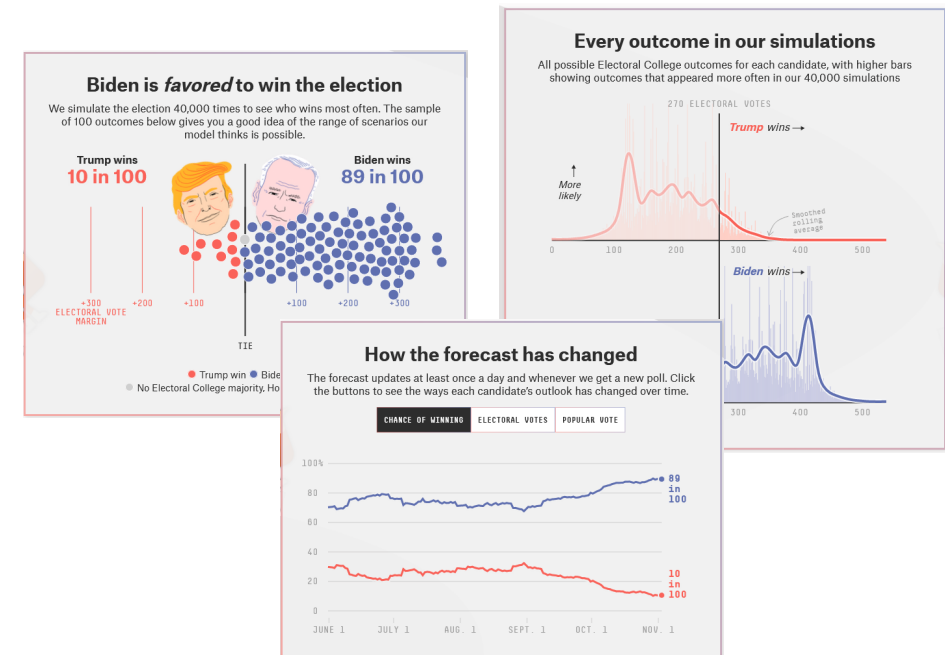 Biden is favored to win the election
We simulate the election 40,000 times to see who wins most often. The sample
of 100 outcomes below gives you a good idea of the range of scenarios our
model thinks is possible.
Trump wins
10 in 100
Biden wins
89 in 100
+300
+200
+100
+100
+200
+300
ELECTORAL VOTE
MARGIN
TIE
Trump win
No Electoral College majority,
Every outcome in our simulations
All possible Electoral College outcomes for each candidate, with higher bars
showing outcomes that appeared more often in our 40,000 simulations
270 ELECTORAL VOTES
Trump wins→
↑
More
likely
Smoothed
rolling
average
0
100
200
300
400
500
Biden wins→
300
400
500
How the forecast has changed
The forecast updates at least once a day and whenever we get a new poll. Click
the buttons to see the ways each candidate's outlook has changed over time.
CHANCE OF WINNING
ELECTORAL VOTES
POPULAR VOTE
100%
80
60
40
20
0
89
in
100
10
in
100
JUNE 1
JULY 1
AUG. 1
SEPT. 1
OCT. 1
NOV. 1